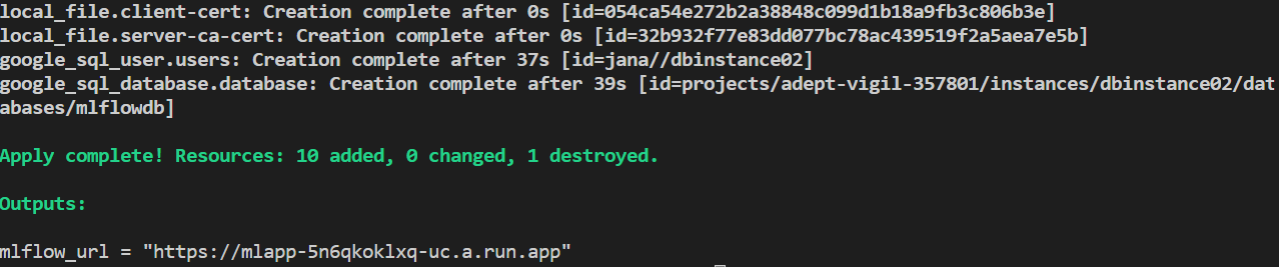 local_file.client-cert: Creation complete after 0s [id=054ca54e272b2a38848c099d1b18a9fb3c806b3e]
local_file.server-ca-cert: Creation complete after 0s [id=32b932f77e83dd077bc78ac439519f2a5aea7e5b]
google_sql_user.users: Creation complete after 37s [id=jana//dbinstance02]
google_sql_database.database: Creation complete after 39s [id=projects/adept-vigil-357801/instances/dbinstance02/dat
abases/mlflowdb]
Apply complete! Resources: 10 added, 0 changed, 1 destroyed.
Outputs:
mlflow_url = "https://mlapp-5n6qkoklxq-uc.a.run.app"